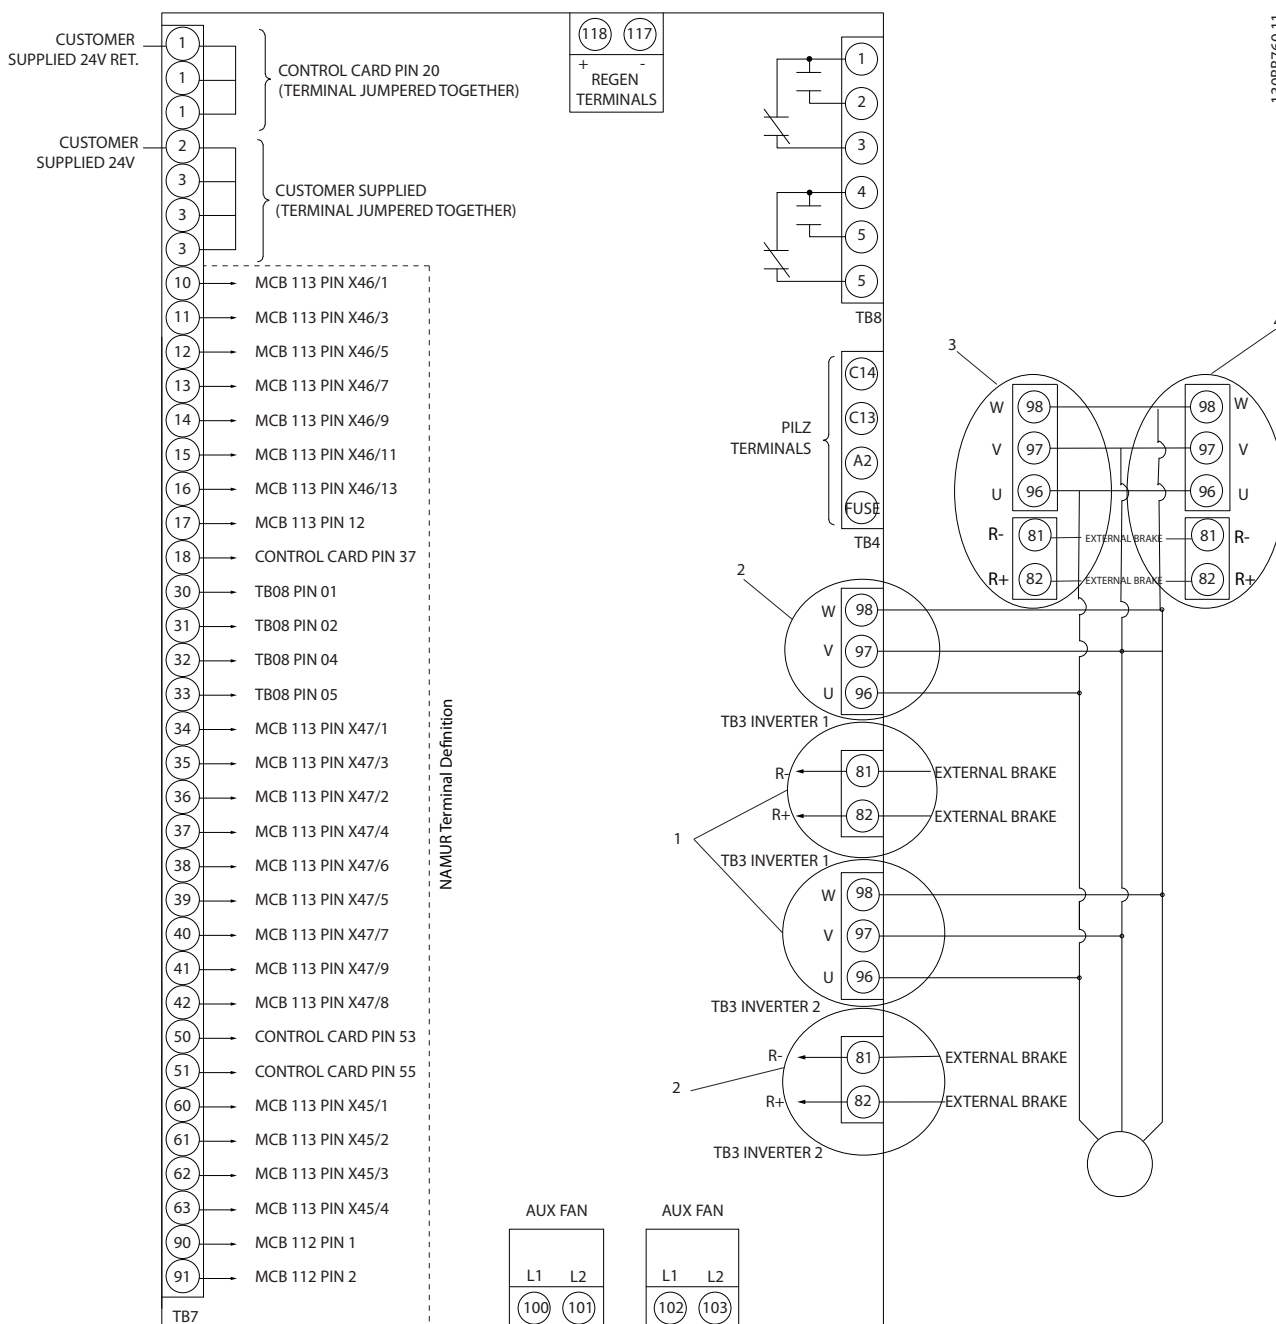 CUSTOMER
SUPPLIED 24V RET.
1
1
1
CONTROL CARD PIN 20
(TERMINAL JUMPERED TOGETHER)
CUSTOMER
SUPPLIED 24V
2
3
3
3
CUSTOMER SUPPLIED
(TERMINAL JUMPERED TOGETHER)
10 MCB 113 PIN X46/1
11 MCB 113 PIN X46/3
12 MCB 113 PIN X46/5
13 MCB 113 PIN X46/7
14 MCB 113 PIN X46/9
15 MCB 113 PIN X46/11
16 MCB 113 PIN X46/13
17 MCB 113 PIN 12
18 CONTROL CARD PIN 37
30 TB08 PIN 01
31 TB08 PIN 02
32 TB08 PIN 04
33 TB08 PIN 05
34 MCB 113 PIN X47/1
35 MCB 113 PIN X47/3
36 MCB 113 PIN X47/2
37 MCB 113 PIN X47/4
38 MCB 113 PIN X47/6
39 MCB 113 PIN X47/5
40 MCB 113 PIN X47/7
41 MCB 113 PIN X47/9
42 MCB 113 PIN X47/8
50 CONTROL CARD PIN 53
51 CONTROL CARD PIN 55
60 MCB 113 PIN X45/1
61 MCB 113 PIN X45/2
62 MCB 113 PIN X45/3
63 MCB 113 PIN X45/4
90 MCB 112 PIN 1
91 MCB 112 PIN 2
TB7
NAMUR Terminal Definition
118 117
+ -
REGEN
TERMINALS
1
2
3
4
5
5
TB8
PILZ
TERMINALS
C14
C13
A2
FUSE
TB4
2
W 98
V 97
U 96
TB3 INVERTER 1
R- 81 EXTERNAL BRAKE
R+ 82 EXTERNAL BRAKE
1
TB3 INVERTER 1
W 98
V 97
U 96
TB3 INVERTER 2
R- 81 EXTERNAL BRAKE
2
R+ 82 EXTERNAL BRAKE
TB3 INVERTER 2
3
W 98 98 W
V 97 97 V
U 96 96 U
R- 81 EXTERNAL BRAKE 81 R-
R+ 82 EXTERNAL BRAKE 82 R+
AUX FAN
L1 L2
100 101
AUX FAN
L1 L2
102 103